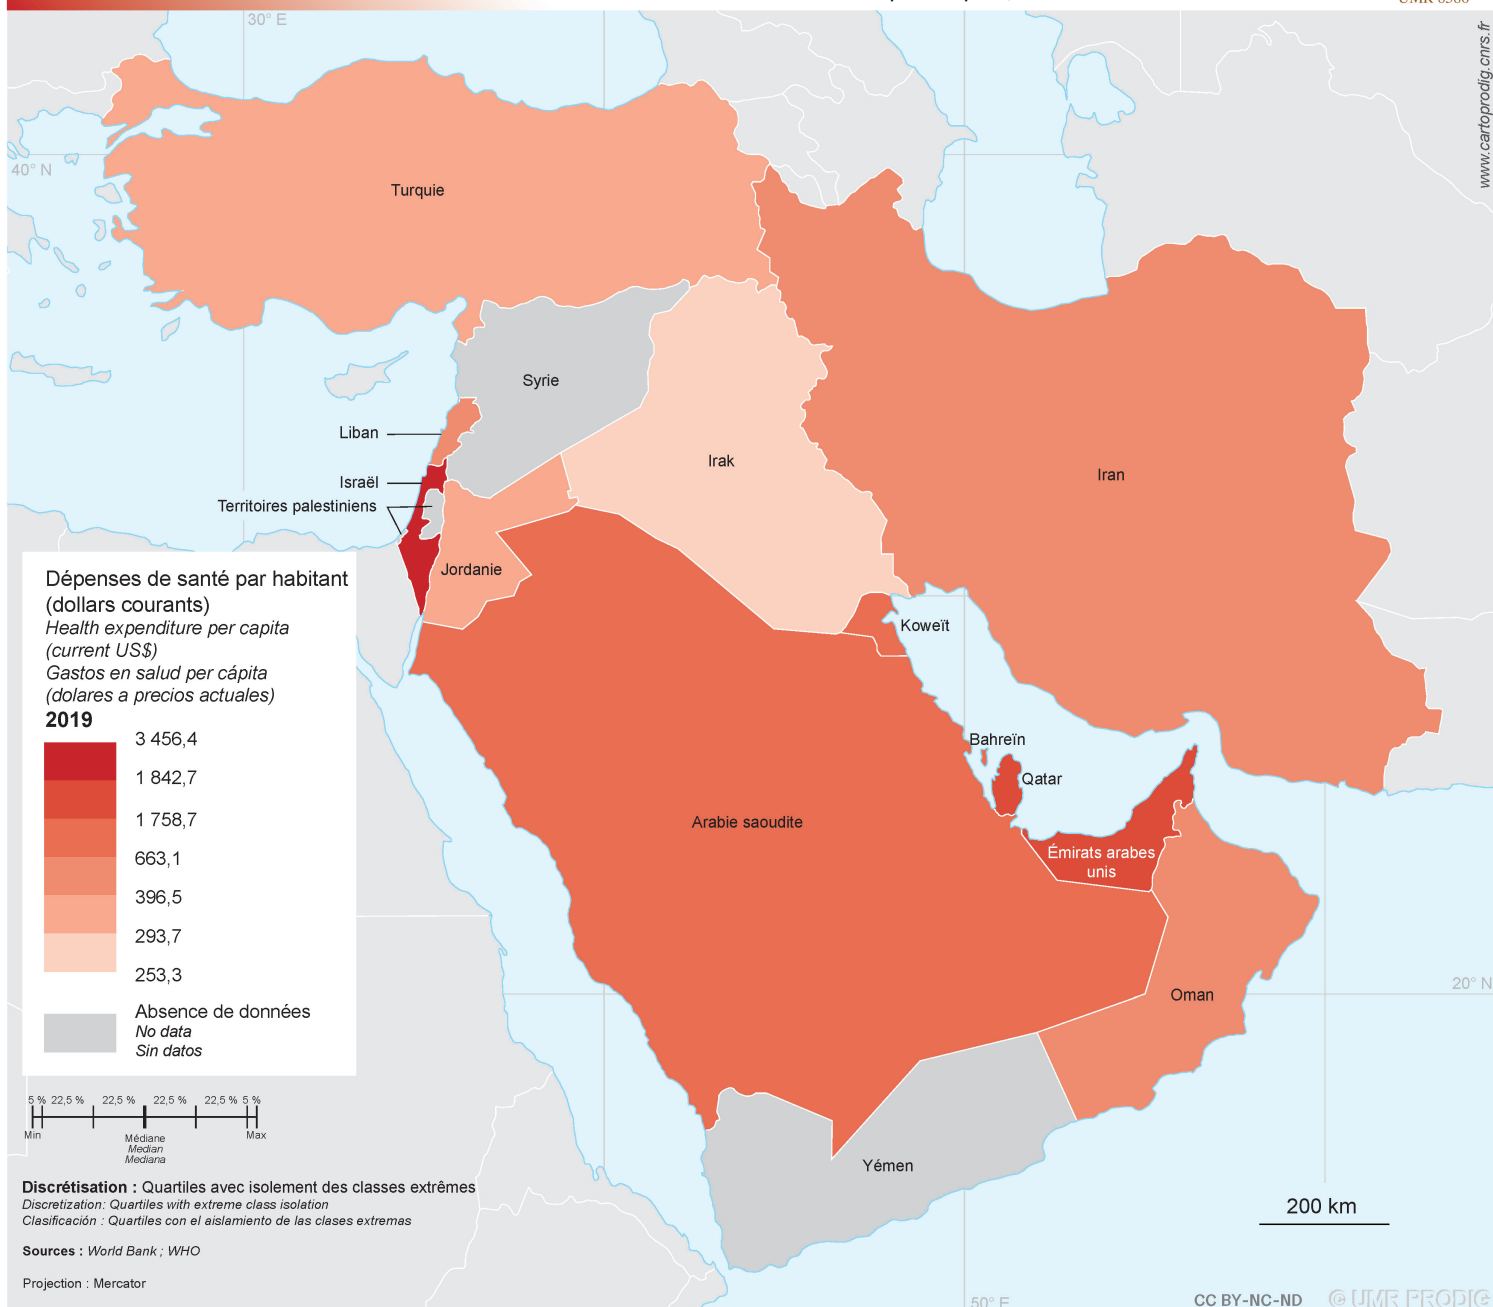 30° E
www.cartoprodig.cnrs.fr
40° N
Turquie
Syrie
Liban
Irak
Iran
Israël
Territoires palestiniens
Jordanie
Koweït
Bahreïn
Qatar
Arabie saoudite
Émirats arabes
unis
Oman
20° N
Yémen
Dépenses de santé par habitant
(dollars courants)
Health expenditure per capita
(current US$)
Gastos en salud per cápita
(dolares a precios actuales)
2019
3 456,4
1 842,7
1 758,7
663,1
396,5
293,7
253,3
Absence de données
No data
Sin datos
5 % 22,5 % 22,5 % 22,5 % 22,5 % 5 %
Min Max
Médiane
Median
Mediana
Discrétisation : Quartiles avec isolement des classes extrêmes
Discretization: Quartiles with extreme class isolation
Clasificación : Quartiles con el aislamiento de las clases extremas
Sources : World Bank ; WHO
Projection : Mercator
200 km
50° E
CC BY-NC-ND © UMR PRODIG